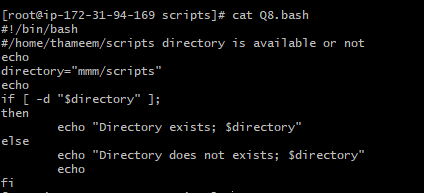 [root@ip-172-31-94-169 scripts]# cat Q8.bash
#!/bin/bash
#/home/thameem/scripts directory is available or not
echo
directory="mmm/scripts"
echo
if [ -d "$directory" ];
then
        echo "Directory exists; $directory"
else
        echo "Directory does not exists; $directory"
        echo
fi